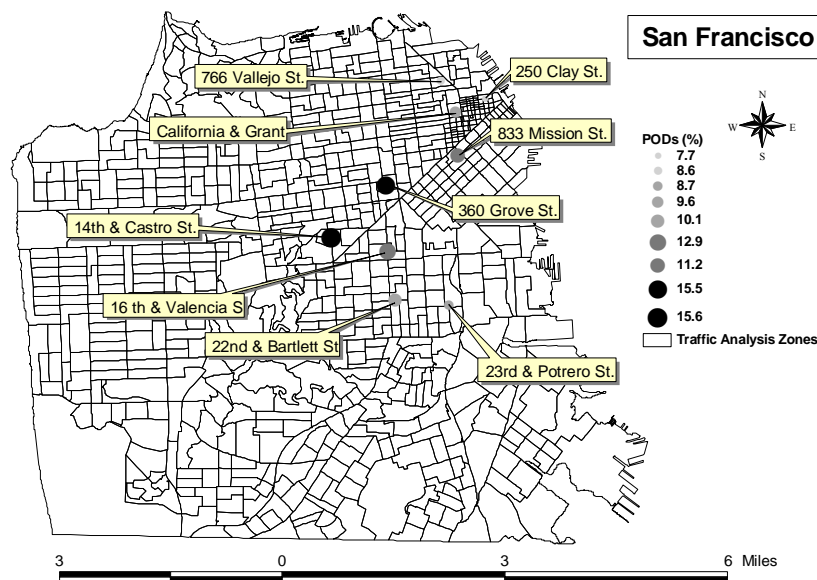 San Francisco
766 Vallejo St.
250 Clay St.
California & Grant
833 Mission St.
360 Grove St.
14th & Castro St.
16 th & Valencia S
22nd & Bartlett St
23rd & Potrero St.
N
W E
S
PODs (%)
7.7
8.6
8.7
9.6
10.1
12.9
11.2
15.5
15.6
Traffic Analysis Zones
3 0 3 6 Miles